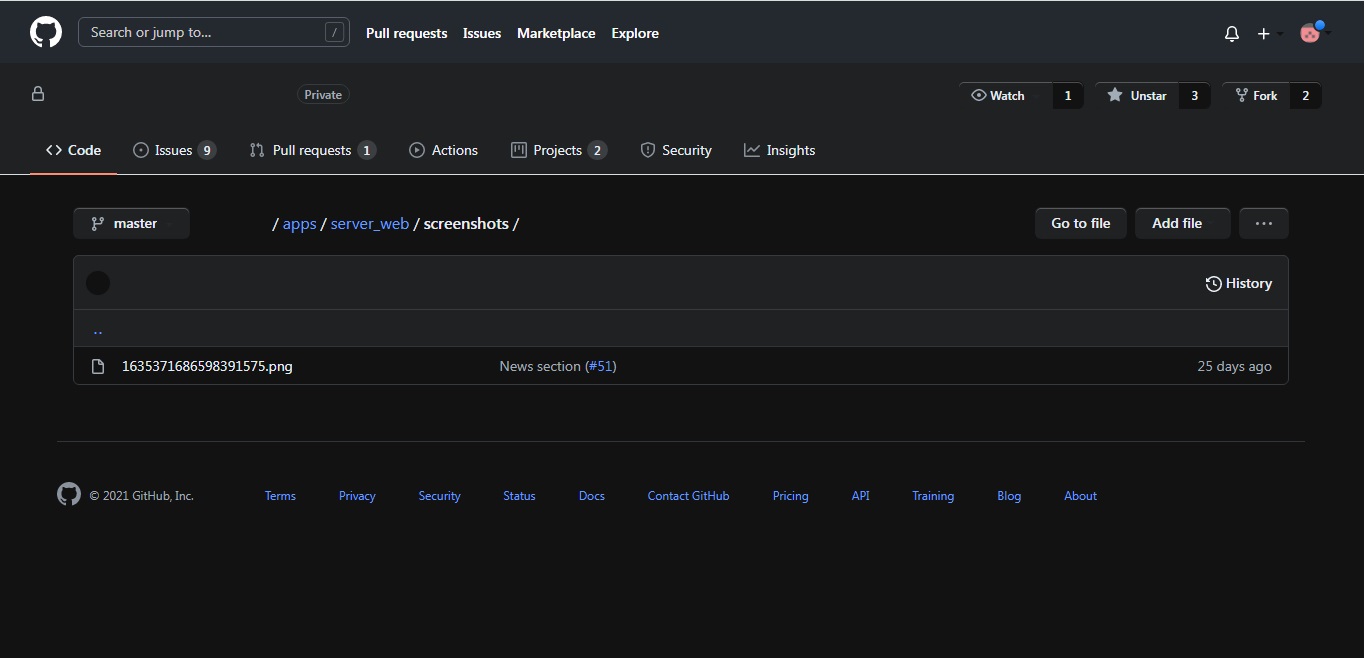 Search or jump to... / Pull requests Issues Marketplace Explore
Private Watch 1 Unstar 3 Fork 2
Code Issues 9 Pull requests 1 Actions Projects 2 Security Insights
master / apps / server_web / screenshots / Go to file Add file ...
History
..
1635371686598391575.png News section (#51) 25 days ago
© 2021 GitHub, Inc. Terms Privacy Security Status Docs Contact GitHub Pricing API Training Blog About